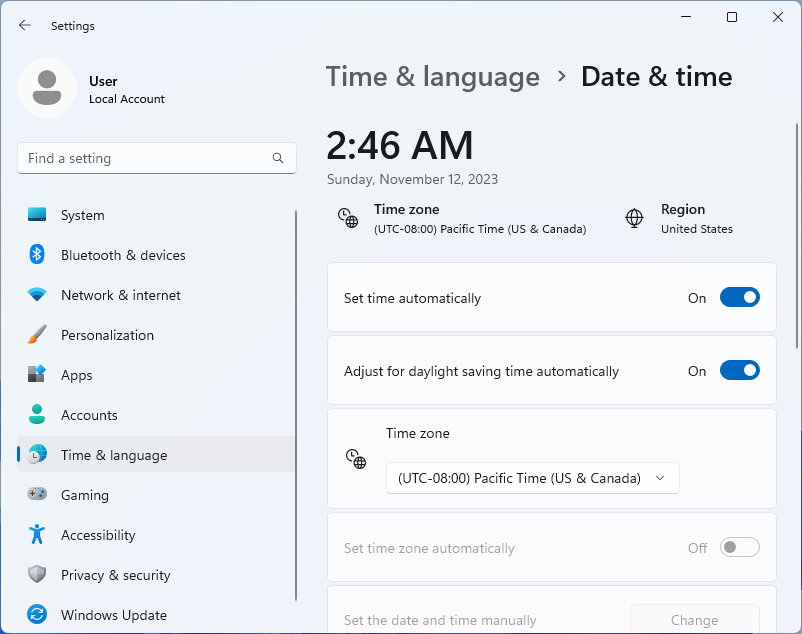 Settings
User
Local Account
Find a setting
System
Bluetooth & devices
Network & internet
Personalization
Apps
Accounts
Time & language
Gaming
Accessibility
Privacy & security
Windows Update
Time & language › Date & time
2:46 AM
Sunday, November 12, 2023
Time zone
(UTC-08:00) Pacific Time (US & Canada)
Region
United States
Set time automatically On
Adjust for daylight saving time automatically On
Time zone
(UTC-08:00) Pacific Time (US & Canada)
Set time zone automatically Off
Set the date and time manually Change